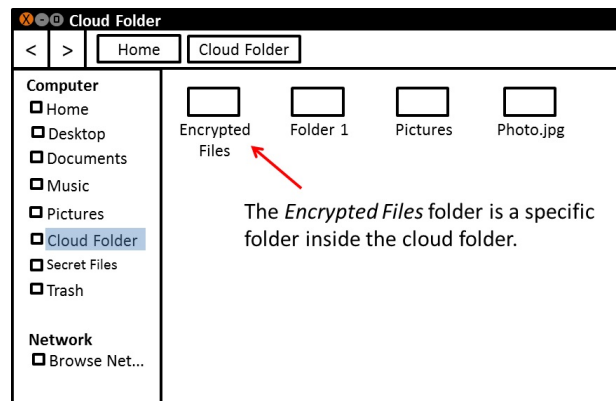 Cloud Folder
< > Home Cloud Folder
Computer
Home
Desktop
Documents
Music
Pictures
Cloud Folder
Secret Files
Trash
Network
Browse Net...
Encrypted
Files
Folder 1
Pictures
Photo.jpg
The Encrypted Files folder is a specific
folder inside the cloud folder.